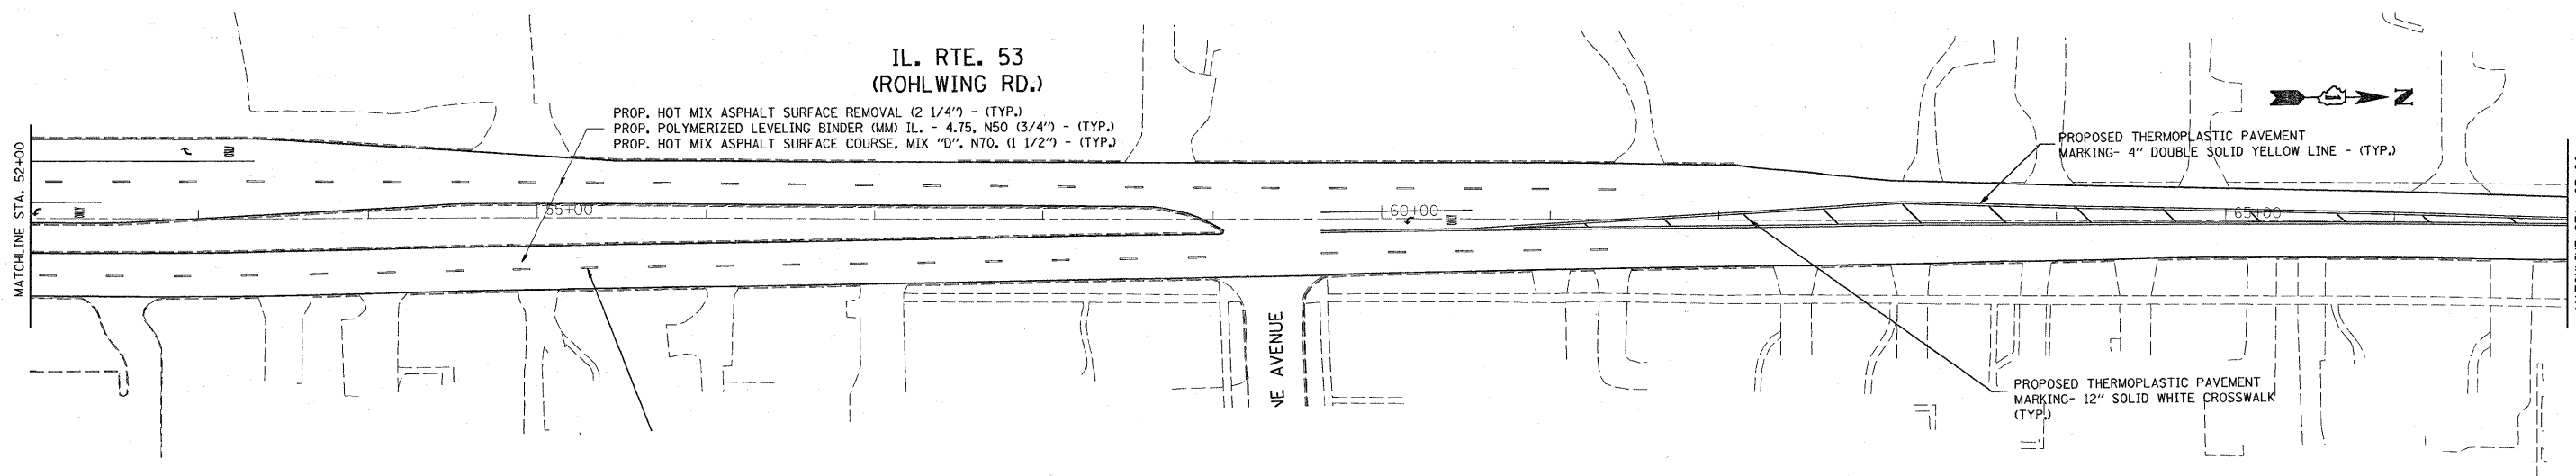 IL. RTE. 53
(ROHLWING RD.)
PROP. HOT MIX ASPHALT SURFACE REMOVAL (2 1/4") - (TYP.)
PROP. POLYMERIZED LEVELING BINDER (MM) IL. - 4.75, N50 (3/4") - (TYP.)
PROP. HOT MIX ASPHALT SURFACE COURSE, MIX "D", N70, (1 1/2") - (TYP.)
N
PROPOSED THERMOPLASTIC PAVEMENT
MARKING- 4" DOUBLE SOLID YELLOW LINE - (TYP.)
MATCHLINE STA. 52+00
55+00
60+00
65+00
NE AVENUE
PROPOSED THERMOPLASTIC PAVEMENT
MARKING- 12" SOLID WHITE CROSSWALK
(TYP.)